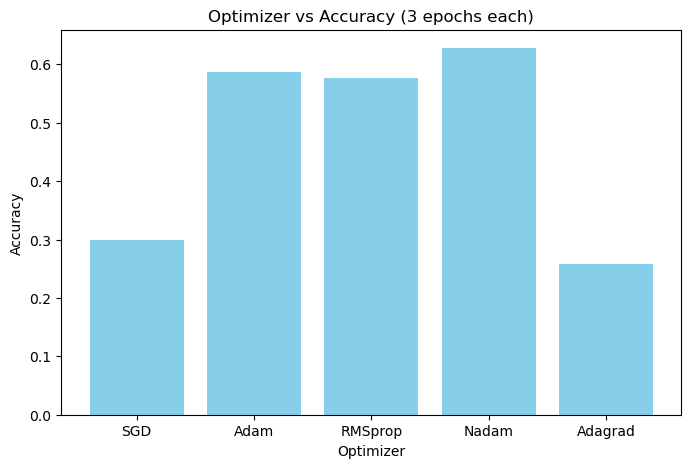 Optimizer vs Accuracy (3 epochs each)
0.6
0.5
0.4
0.3
0.2
0.1
0.0
Accuracy
SGD Adam RMSprop Nadam Adagrad
Optimizer